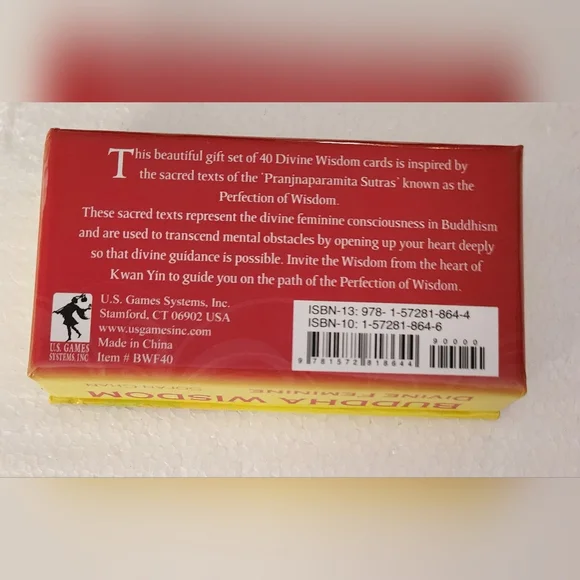 This beautiful gift set of 40 Divine Wisdom cards is inspired by
the sacred texts of the 'Pranjnaparamita Sutras' known as the
Perfection of Wisdom.
These sacred texts represent the divine feminine consciousness in Buddhism
and are used to transcend mental obstacles by opening up your heart deeply
so that divine guidance is possible. Invite the Wisdom from the heart of
Kwan Yin to guide you on the path of the Perfection of Wisdom.
U.S. Games Systems, Inc.
Stamford, CT 06902 USA
www.usgamesinc.com
Made in China
Item # BWF40
U.S. GAMES
SYSTEMS, INC
ISBN-13: 978- 1-57281-864-4
ISBN-10: 1-57281-864-6
90000
9 781572 818644
BUDDHA WISDOM
DIVINE FEMININE
SOFAN CHAN